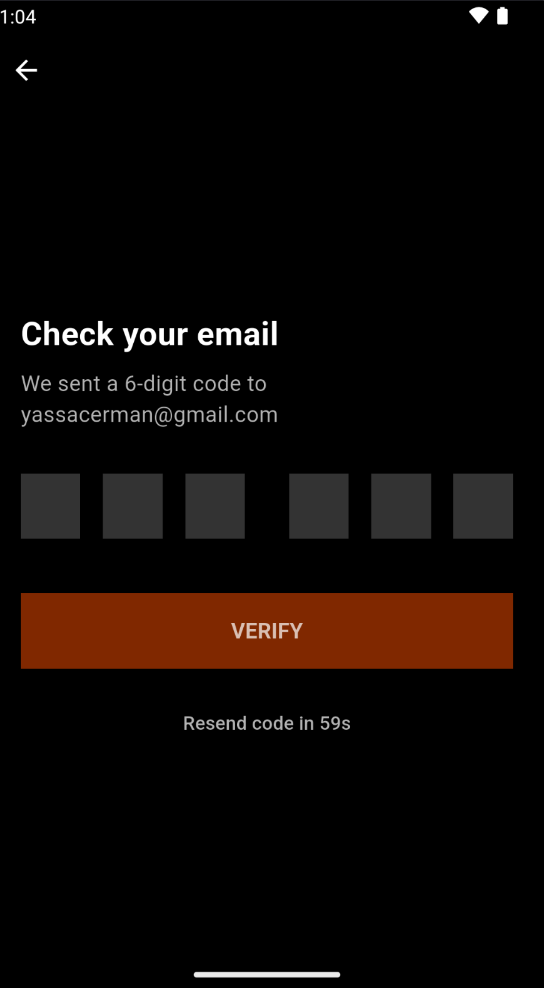 1:04
Check your email
We sent a 6-digit code to
yassacerman@gmail.com
VERIFY
Resend code in 59s